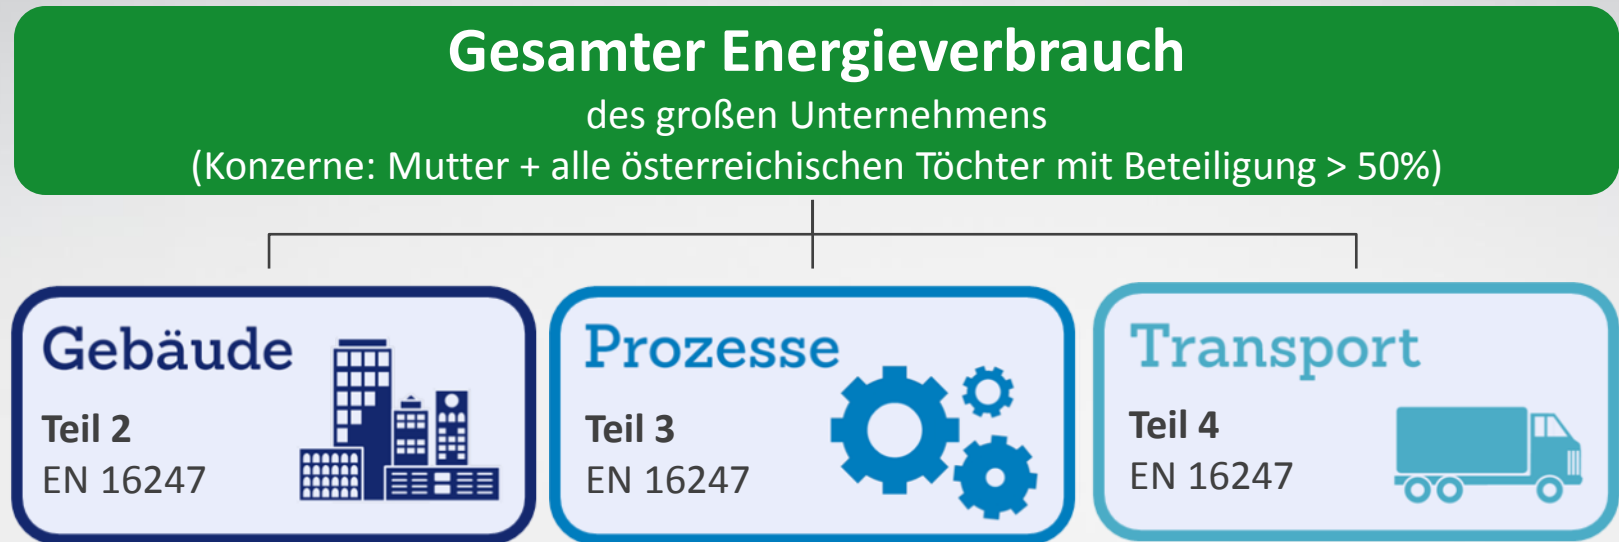 Gesamter Energieverbrauch
des großen Unternehmens
(Konzerne: Mutter + alle österreichischen Töchter mit Beteiligung > 50%)
Gebäude
Teil 2
EN 16247
Prozesse
Teil 3
EN 16247
Transport
Teil 4
EN 16247